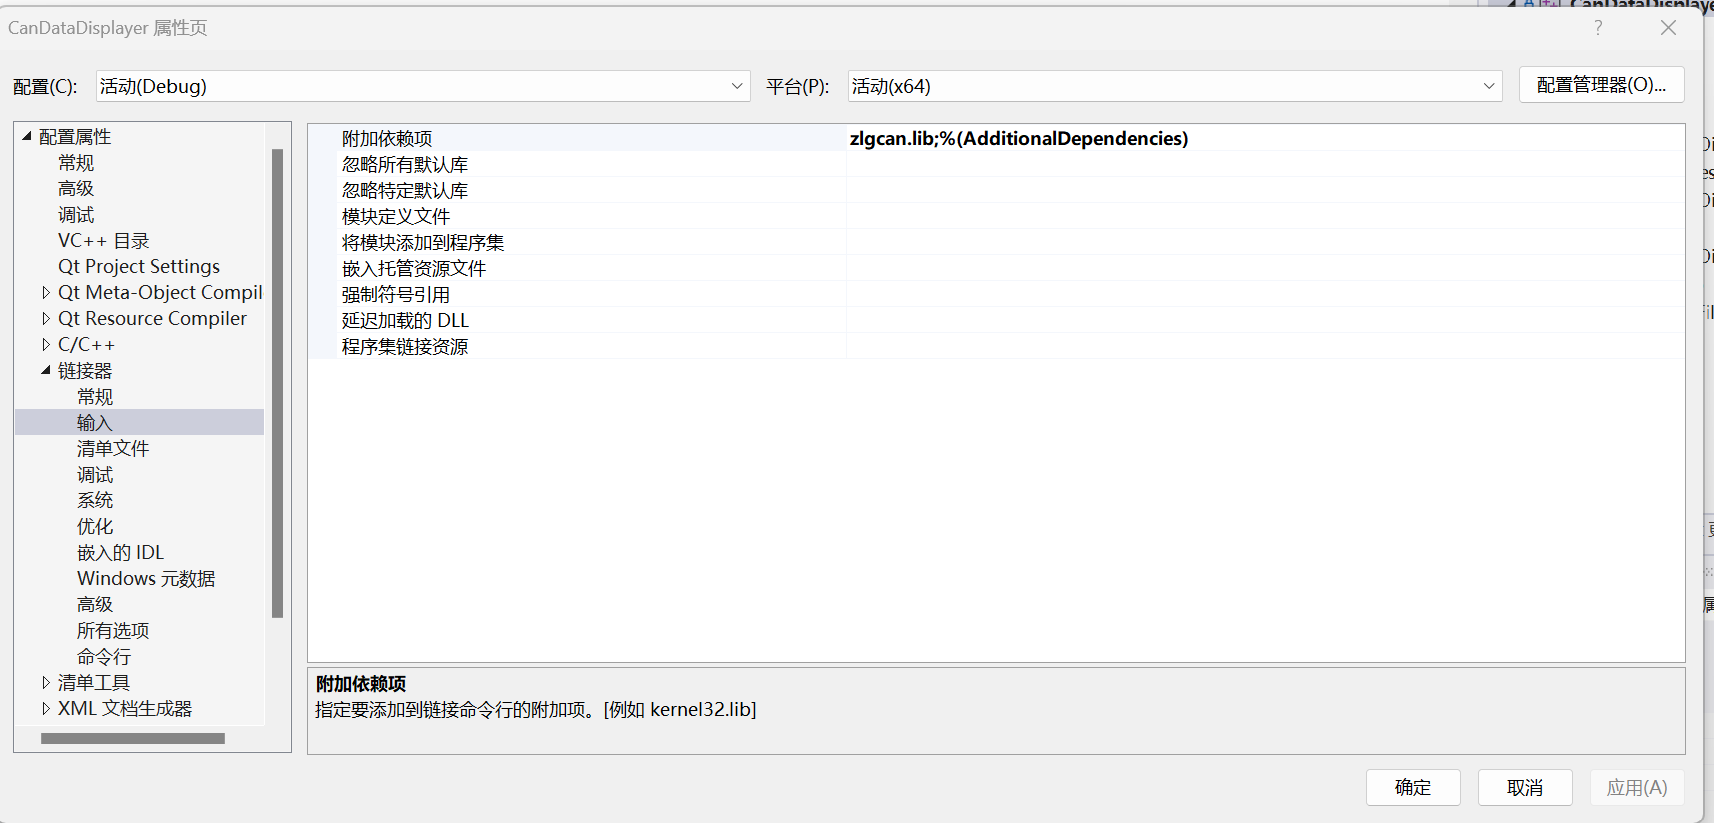 CanDataDisplayer
CanDataDisplayer 属性页
配置(C):
活动(Debug)
平台(P):
活动(x64)
配置管理器(O)...
配置属性
常规
高级
调试
VC++ 目录
Qt Project Settings
Qt Meta-Object Compil
Qt Resource Compiler
C/C++
链接器
常规
输入
清单文件
调试
系统
优化
嵌入的 IDL
Windows 元数据
高级
所有选项
命令行
清单工具
XML 文档生成器
附加依赖项 zlgcan.lib;%(AdditionalDependencies)
忽略所有默认库
忽略特定默认库
模块定义文件
将模块添加到程序集
嵌入托管资源文件
强制符号引用
延迟加载的 DLL
程序集链接资源
附加依赖项
指定要添加到链接命令行的附加项。[例如 kernel32.lib]
确定
取消
应用(A)